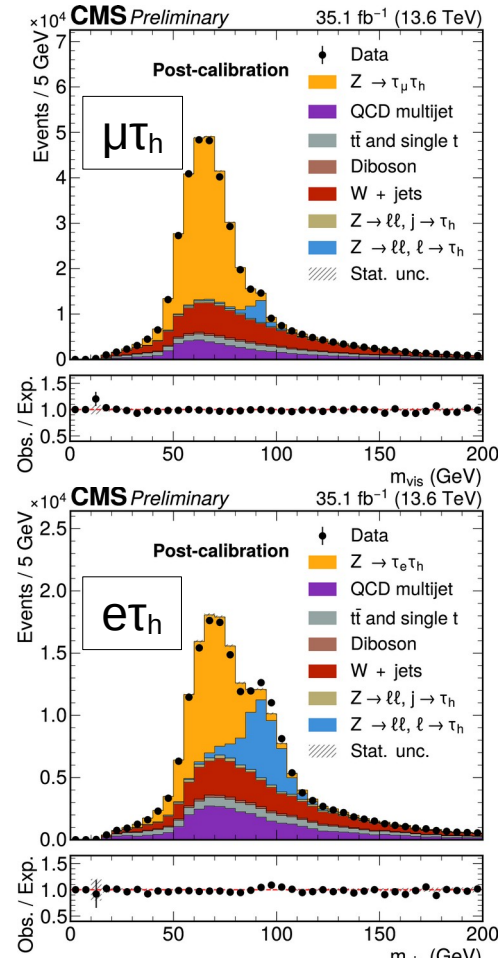 CMS Preliminary 35.1 fb⁻¹ (13.6 TeV)
×10⁴
Events / 5 GeV
7
6
5
4
3
2
1
0
Post-calibration
μτh
Data
Z → τμτh
QCD multijet
tt̄ and single t
Diboson
W + jets
Z→ℓℓ, j→τh
Z →ℓℓ, ℓ→τh
Stat. unc.
Obs. / Exp.
1.5
1.0
0.5
0 50 100 150 200
mvis (GeV)
CMS Preliminary 35.1 fb⁻¹ (13.6 TeV)
×10⁴
Events / 5 GeV
2.5
2.0
1.5
1.0
0.5
0.0
Post-calibration
eτh
Data
Z → τeτh
QCD multijet
tt̄ and single t
Diboson
W + jets
Z→ℓℓ, j→τh
Z →ℓℓ, ℓ→τh
Stat. unc.
Obs. / Exp.
1.5
1.0
0.5
0 50 100 150 200
(GeV)